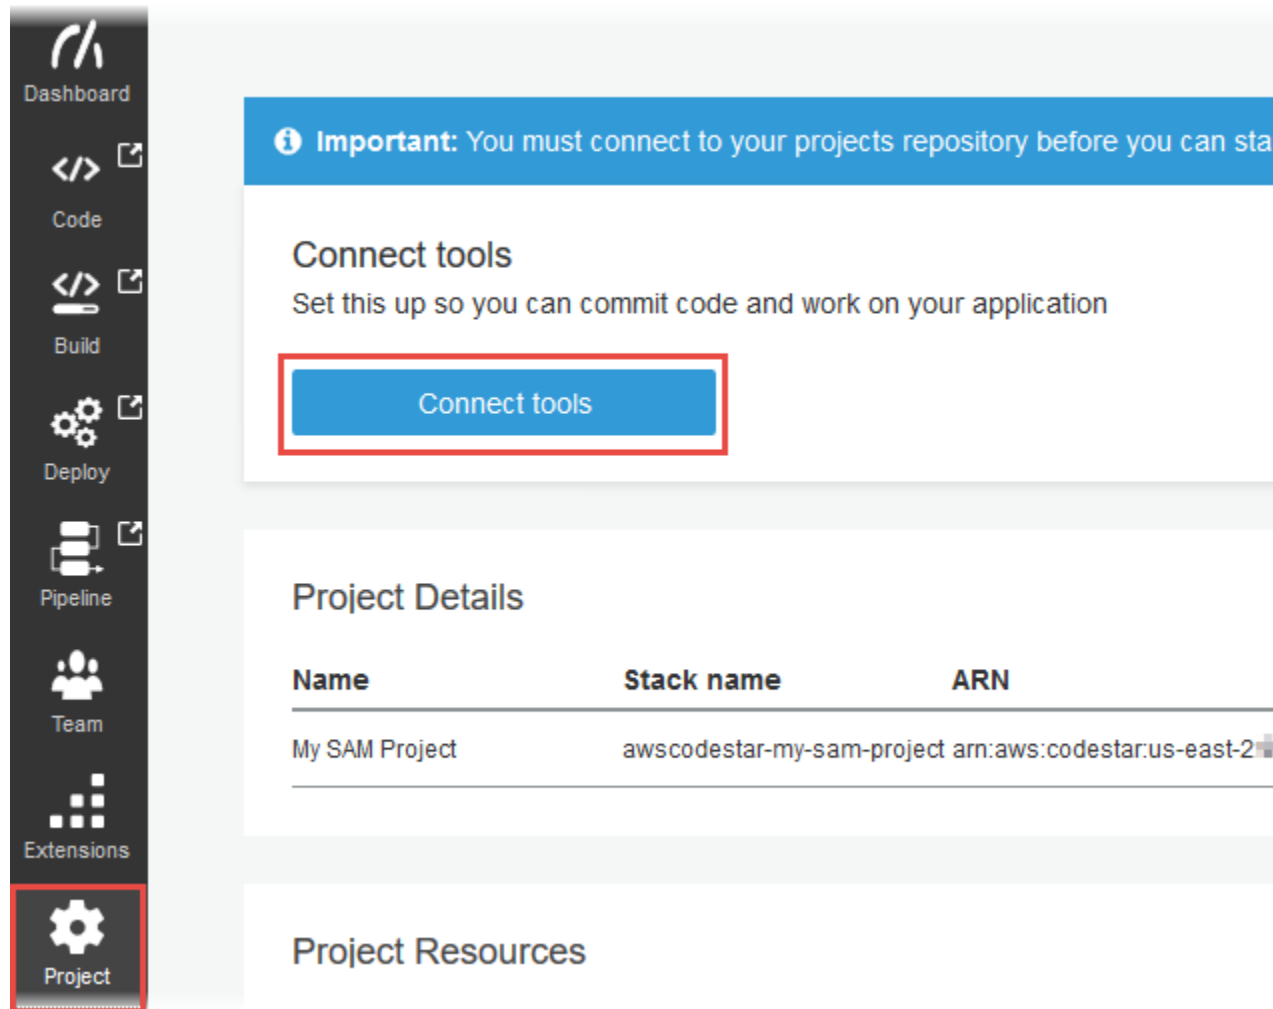 Dashboard
Code
Build
Deploy
Pipeline
Team
Extensions
Project
Important: You must connect to your projects repository before you can sta
Connect tools
Set this up so you can commit code and work on your application
Connect tools
Project Details
Name Stack name ARN
My SAM Project awscodestar-my-sam-project arn:aws:codestar:us-east-2
Project Resources